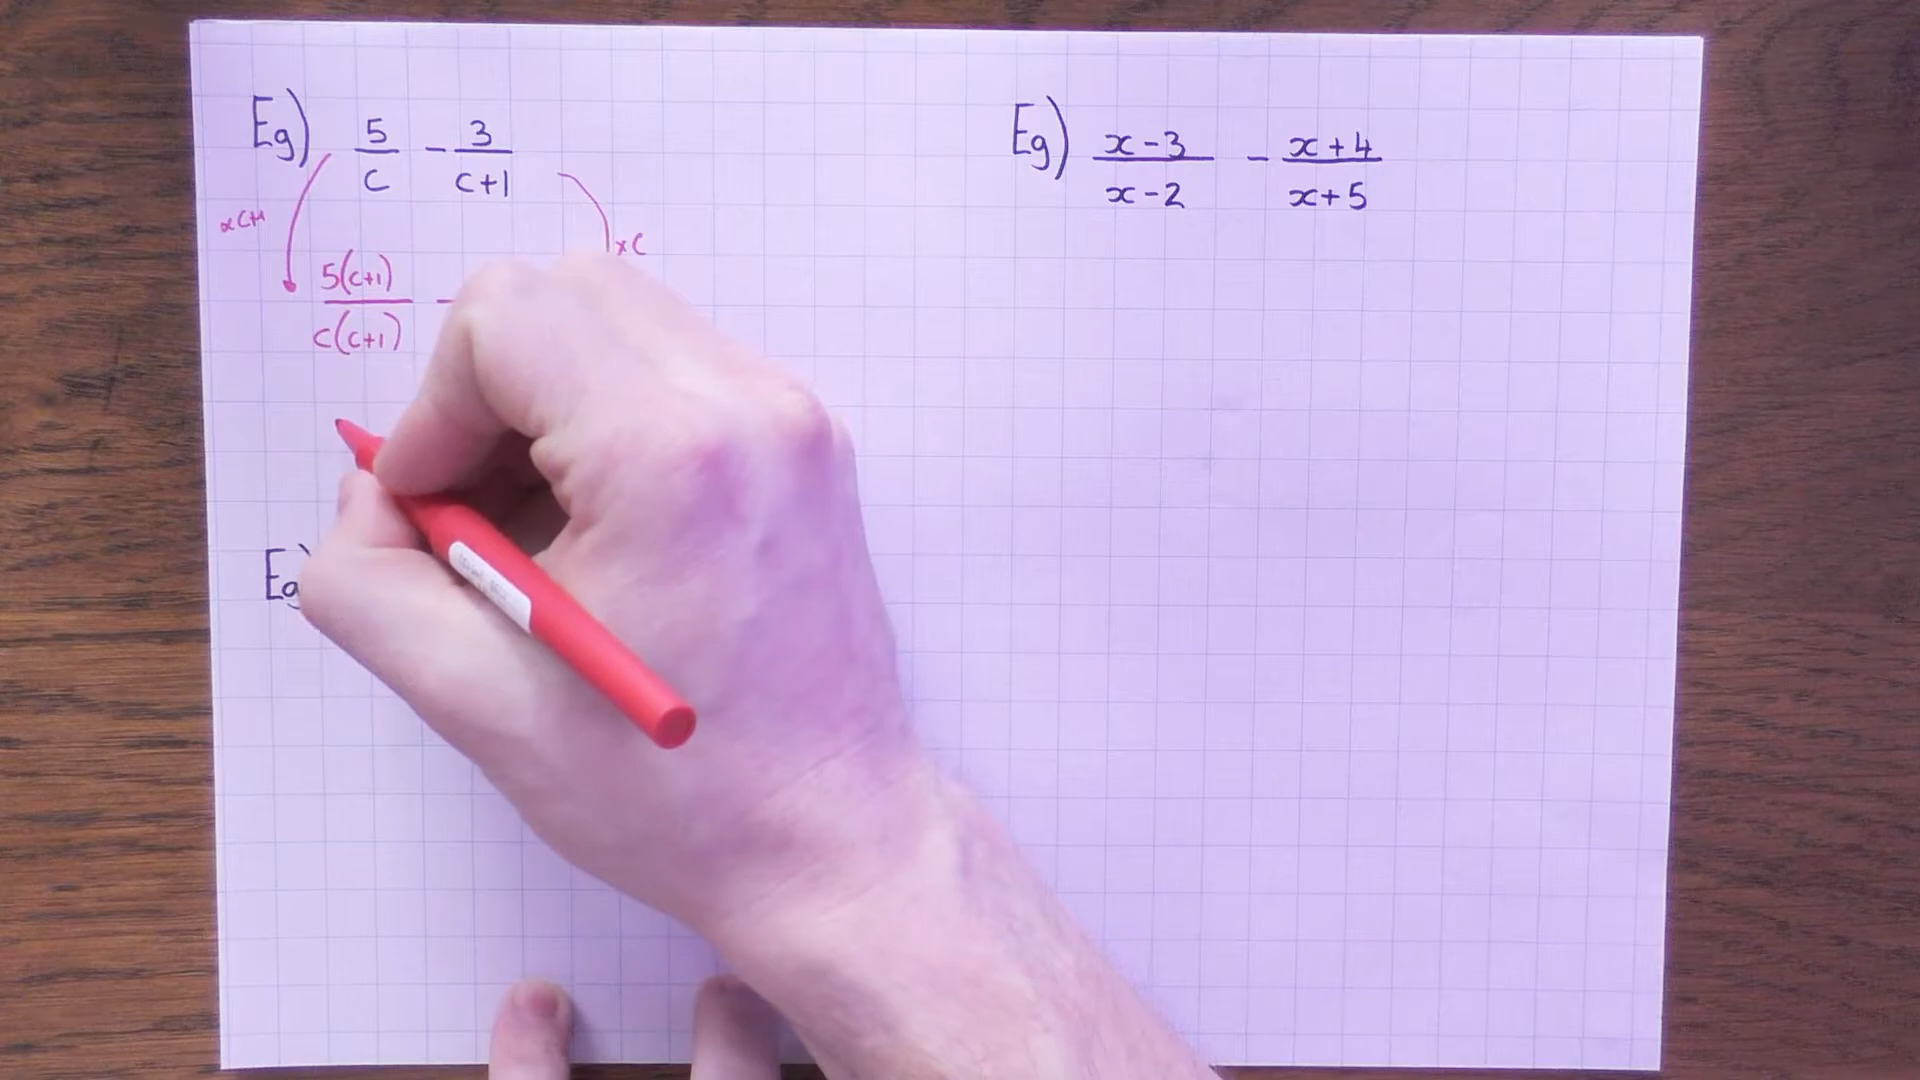 Eg) 5/c - 3/(c+1)
×c+1
×c
5(c+1)/c(c+1) -
Eg)
Eg) (x-3)/(x-2) - (x+4)/(x+5)